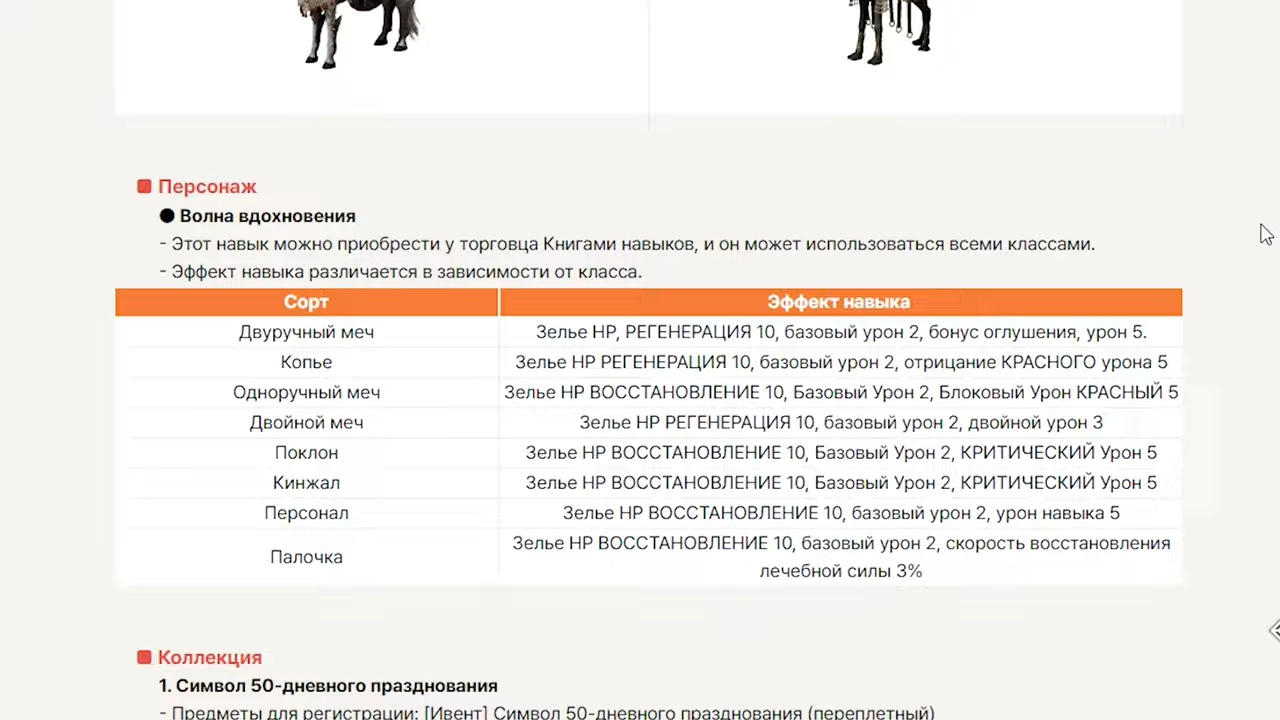 Персонаж
Волна вдохновения
- Этот навык можно приобрести у торговца Книгами навыков, и он может использоваться всеми классами.
- Эффект навыка различается в зависимости от класса.
Сорт Эффект навыка
Двуручный меч Зелье HP, РЕГЕНЕРАЦИЯ 10, базовый урон 2, бонус оглушения, урон 5.
Копье Зелье HP РЕГЕНЕРАЦИЯ 10, базовый урон 2, отрицание КРАСНОГО урона 5
Одноручный меч Зелье HP ВОССТАНОВЛЕНИЕ 10, Базовый Урон 2, Блоковый Урон КРАСНЫЙ 5
Двойной меч Зелье HP РЕГЕНЕРАЦИЯ 10, базовый урон 2, двойной урон 3
Поклон Зелье HP ВОССТАНОВЛЕНИЕ 10, Базовый Урон 2, КРИТИЧЕСКИЙ Урон 5
Кинжал Зелье HP ВОССТАНОВЛЕНИЕ 10, Базовый Урон 2, КРИТИЧЕСКИЙ Урон 5
Персонал Зелье HP ВОССТАНОВЛЕНИЕ 10, базовый урон 2, урон навыка 5
Палочка Зелье HP ВОССТАНОВЛЕНИЕ 10, базовый урон 2, скорость восстановления
лечебной силы 3%
Коллекция
1. Символ 50-дневного празднования
- Предметы для регистрации: [Ивент] Символ 50-дневного празднования (переплетный)